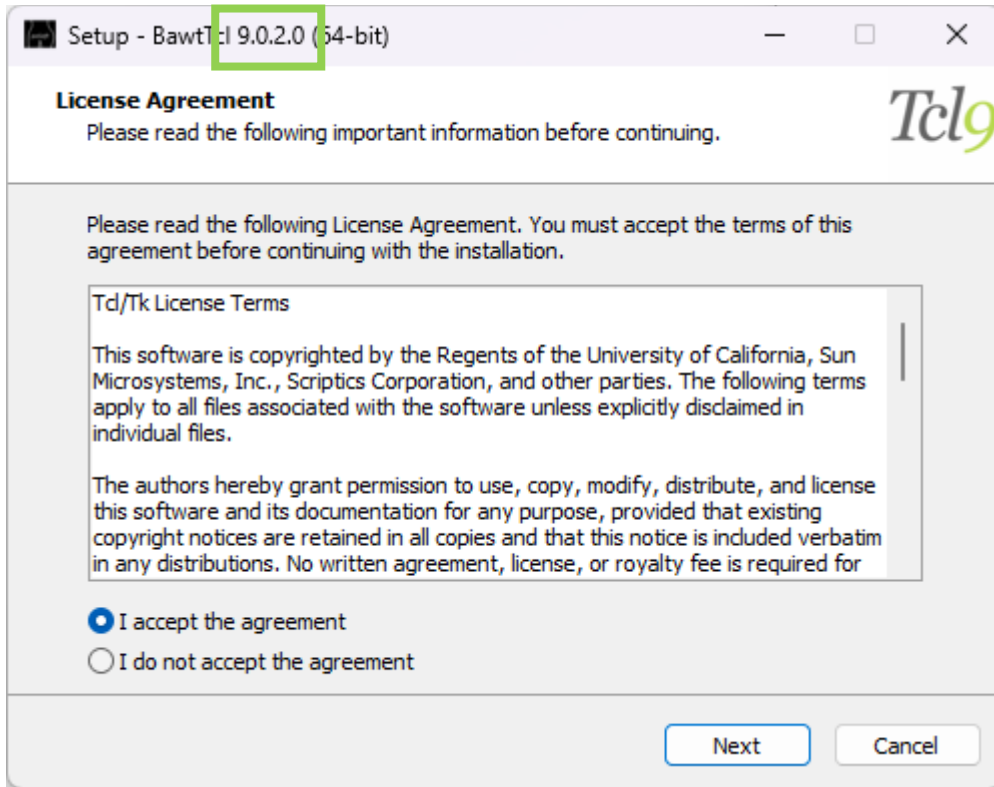 Setup - BawtTcl 9.0.2.0 (64-bit)
License Agreement
Please read the following important information before continuing.
Tcl9
Please read the following License Agreement. You must accept the terms of this
agreement before continuing with the installation.
Tcl/Tk License Terms
This software is copyrighted by the Regents of the University of California, Sun
Microsystems, Inc., Scriptics Corporation, and other parties. The following terms
apply to all files associated with the software unless explicitly disclaimed in
individual files.
The authors hereby grant permission to use, copy, modify, distribute, and license
this software and its documentation for any purpose, provided that existing
copyright notices are retained in all copies and that this notice is included verbatim
in any distributions. No written agreement, license, or royalty fee is required for
I accept the agreement
I do not accept the agreement
Next
Cancel